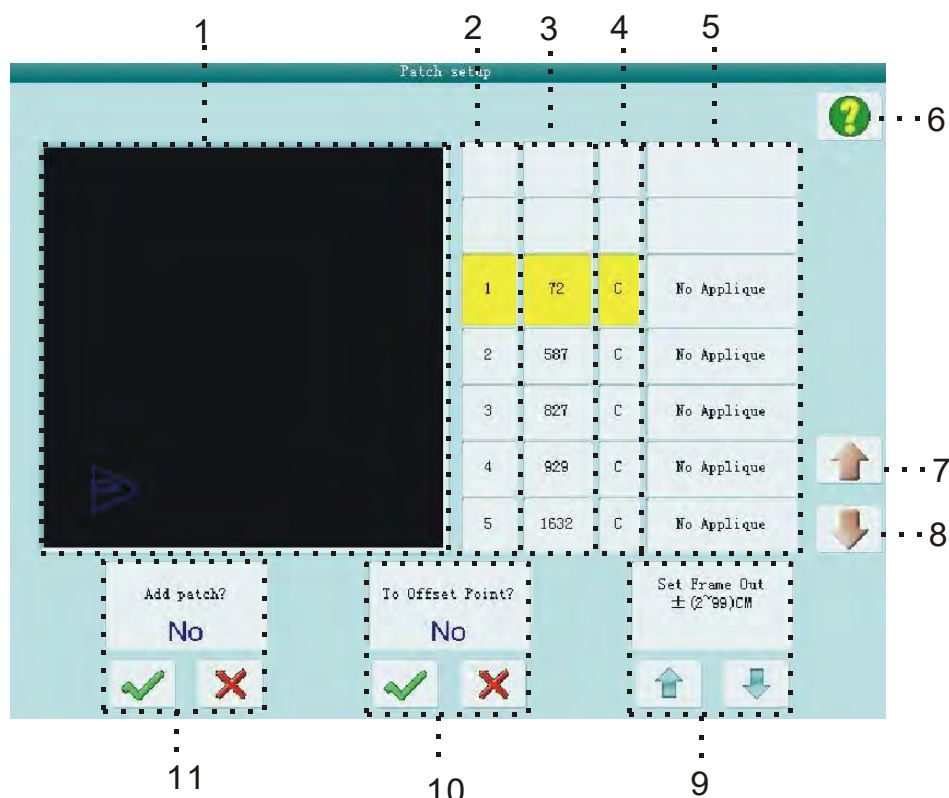 1 2 3 4 5
Patch setup
6
1 72 C No Applique
2 587 C No Applique
3 827 C No Applique
4 929 C No Applique
7
5 1632 C No Applique
8
Add patch?
No
To Offset Point?
No
Set Frame Out
±(2~99)CM
11 10 9